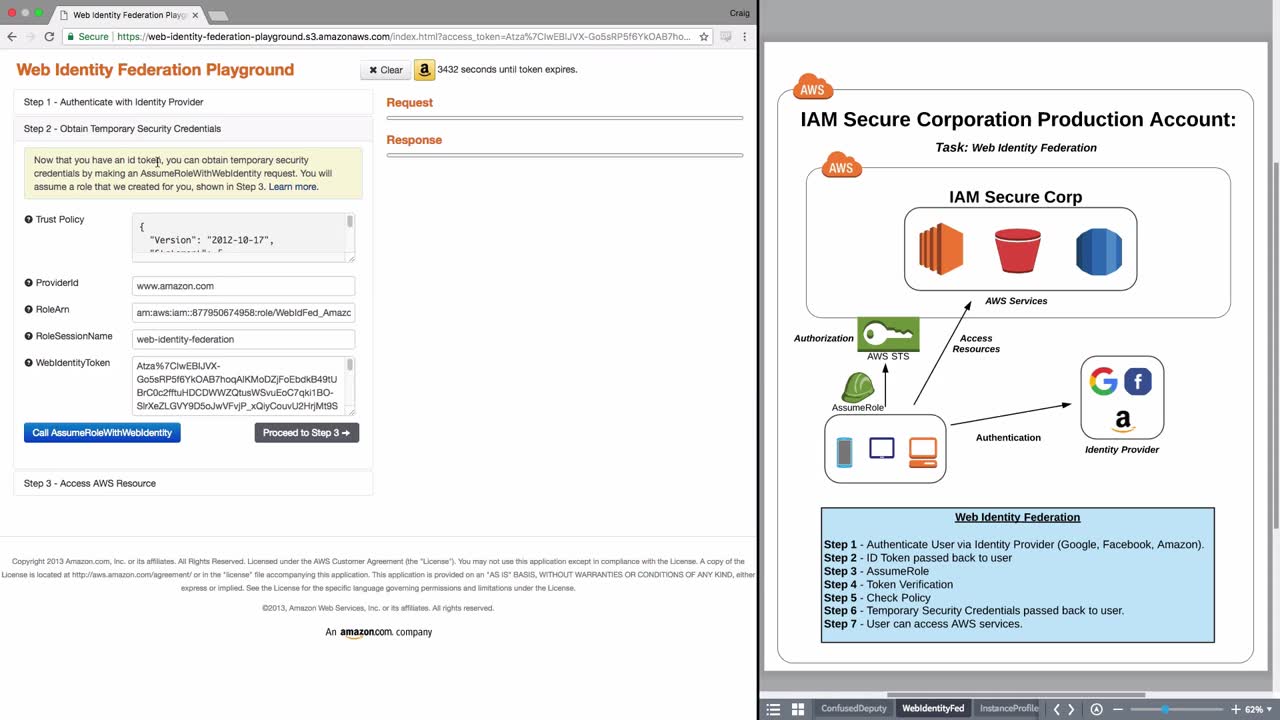 Web Identity Federation Playg
Craig
Secure
https://web-identity-federation-playground.s3.amazonaws.com/index.html?access_token=Atza%7CIwEBIJVX-Go5sRP5f6YkOAB7ho...
Web Identity Federation Playground
Clear
3432 seconds until token expires.
Step 1 - Authenticate with Identity Provider
Step 2 - Obtain Temporary Security Credentials
Now that you have an id token, you can obtain temporary security
credentials by making an AssumeRoleWithWebIdentity request. You will
assume a role that we created for you, shown in Step 3. Learn more.
Trust Policy
{
"Version": "2012-10-17",
ProviderId
www.amazon.com
RoleArn
arn:aws:iam::877950674958:role/WebIdFed_Amazc
RoleSessionName
web-identity-federation
WebIdentityToken
Atza%7CIwEBIJVX-
Go5sRP5f6YkOAB7hoqAlKMoDZjFoEbdkB49tU
BrC0c2fftuHDCDWWZQtusWSvuEoC7qki1BO-
SlrXeZLGVY9D5oJwVFvjP_xQiyCouvU2HrjMt9S
Call AssumeRoleWithWebIdentity
Proceed to Step 3
Step 3 - Access AWS Resource
Request
Response
Copyright 2013 Amazon.com, Inc. or its affiliates. All Rights Reserved. Licensed under the AWS Customer Agreement (the "License"). You may not use this application except in compliance with the License. A copy of the
License is located at http://aws.amazon.com/agreement/ or in the "license" file accompanying this application. This application is provided on an "AS IS" BASIS, WITHOUT WARRANTIES OR CONDITIONS OF ANY KIND, either
express or implied. See the License for the specific language governing permissions and limitations under the License.
©2013, Amazon Web Services, Inc. or its affiliates. All rights reserved.
An amazon.com. company
AWS
IAM Secure Corporation Production Account:
Task: Web Identity Federation
AWS
IAM Secure Corp
AWS Services
Authorization
AWS STS
Access
Resources
AssumeRole
Authentication
Identity Provider
Web Identity Federation
Step 1 - Authenticate User via Identity Provider (Google, Facebook, Amazon).
Step 2 - ID Token passed back to user
Step 3 - AssumeRole
Step 4 - Token Verification
Step 5 - Check Policy
Step 6 - Temporary Security Credentials passed back to user.
Step 7 - User can access AWS services.
ConfusedDeputy
WebIdentityFed
InstanceProfile
62%